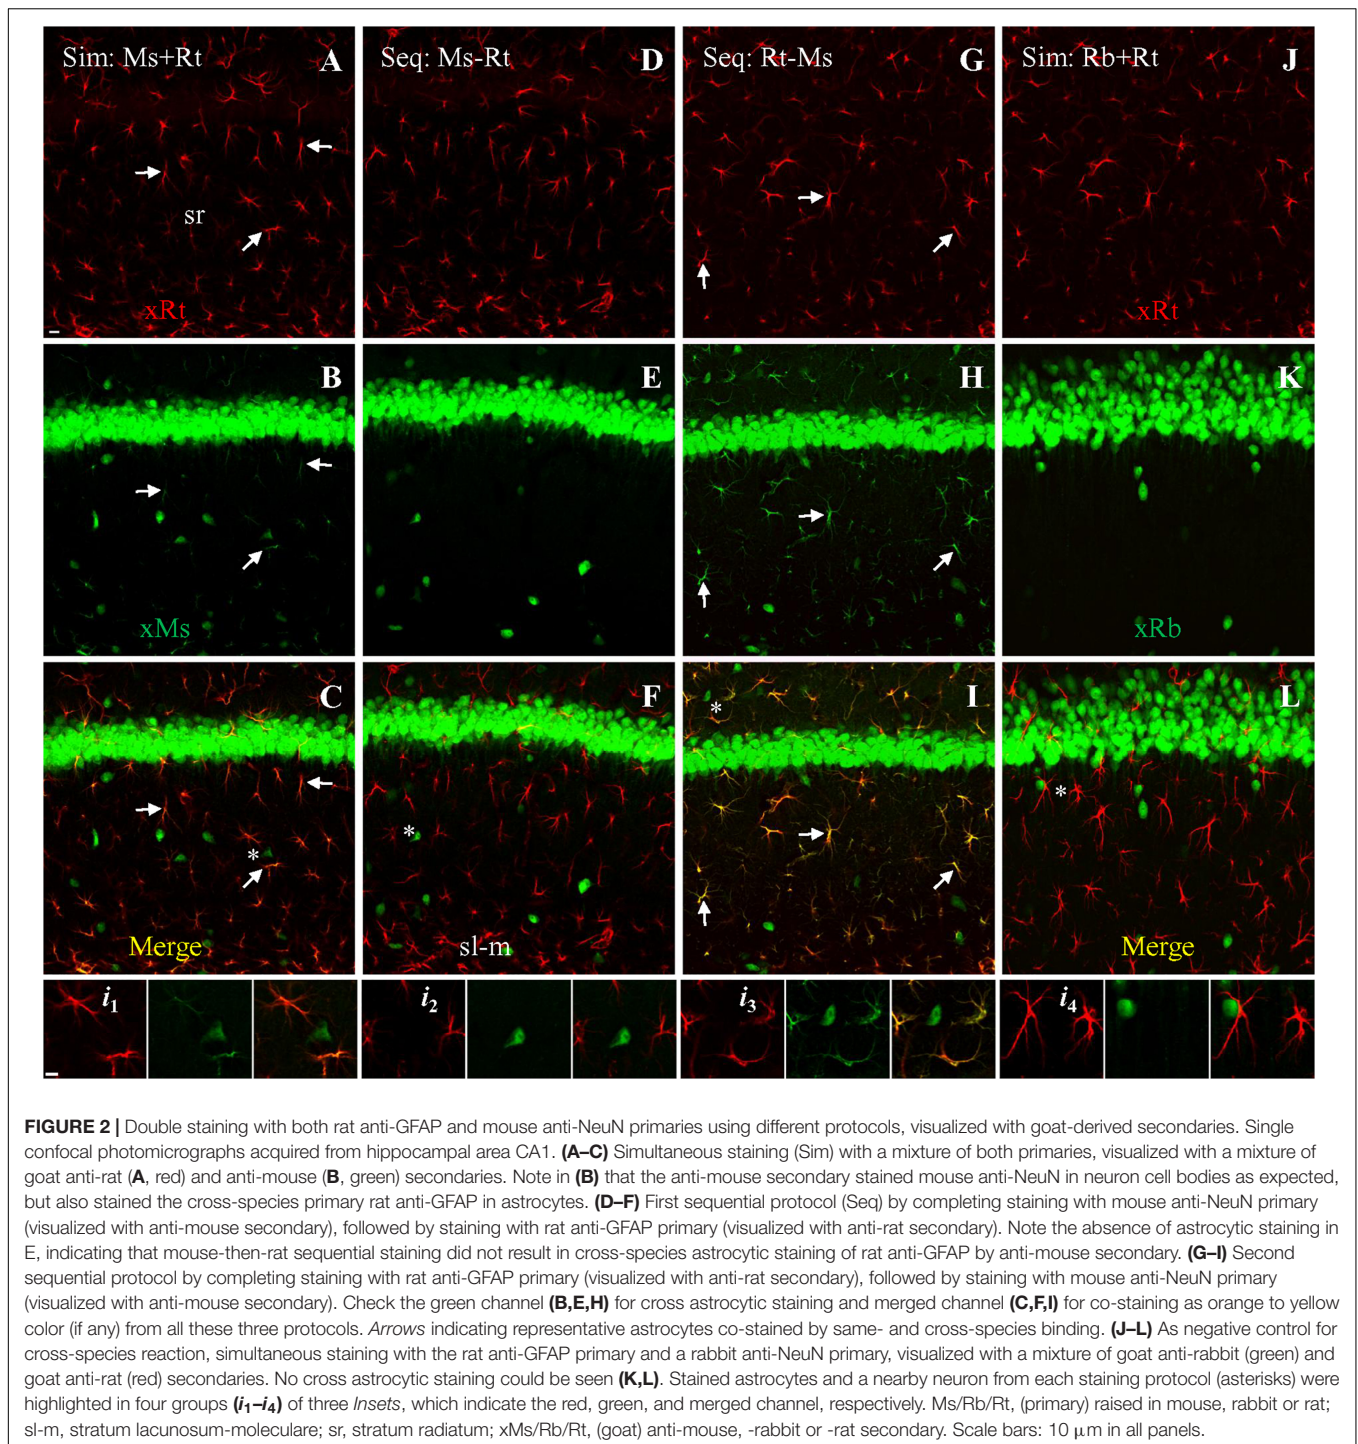 Sim: Ms+Rt A Seq: Ms-Rt D Seq: Rt-Ms G Sim: Rb+Rt J
sr
xRt xRt
B E H K
xMs xRb
C F I L
* * * *
Merge sl-m Merge
i1 i2 i3 i4
FIGURE 2 | Double staining with both rat anti-GFAP and mouse anti-NeuN primaries using different protocols, visualized with goat-derived secondaries. Single
confocal photomicrographs acquired from hippocampal area CA1. (A–C) Simultaneous staining (Sim) with a mixture of both primaries, visualized with a mixture of
goat anti-rat (A, red) and anti-mouse (B, green) secondaries. Note in (B) that the anti-mouse secondary stained mouse anti-NeuN in neuron cell bodies as expected,
but also stained the cross-species primary rat anti-GFAP in astrocytes. (D–F) First sequential protocol (Seq) by completing staining with mouse anti-NeuN primary
(visualized with anti-mouse secondary), followed by staining with rat anti-GFAP primary (visualized with anti-rat secondary). Note the absence of astrocytic staining in
E, indicating that mouse-then-rat sequential staining did not result in cross-species astrocytic staining of rat anti-GFAP by anti-mouse secondary. (G–I) Second
sequential protocol by completing staining with rat anti-GFAP primary (visualized with anti-rat secondary), followed by staining with mouse anti-NeuN primary
(visualized with anti-mouse secondary). Check the green channel (B,E,H) for cross astrocytic staining and merged channel (C,F,I) for co-staining as orange to yellow
color (if any) from all these three protocols. Arrows indicating representative astrocytes co-stained by same- and cross-species binding. (J–L) As negative control for
cross-species reaction, simultaneous staining with the rat anti-GFAP primary and a rabbit anti-NeuN primary, visualized with a mixture of goat anti-rabbit (green) and
goat anti-rat (red) secondaries. No cross astrocytic staining could be seen (K,L). Stained astrocytes and a nearby neuron from each staining protocol (asterisks) were
highlighted in four groups (i1–i4) of three Insets, which indicate the red, green, and merged channel, respectively. Ms/Rb/Rt, (primary) raised in mouse, rabbit or rat;
sl-m, stratum lacunosum-moleculare; sr, stratum radiatum; xMs/Rb/Rt, (goat) anti-mouse, -rabbit or -rat secondary. Scale bars: 10 μm in all panels.